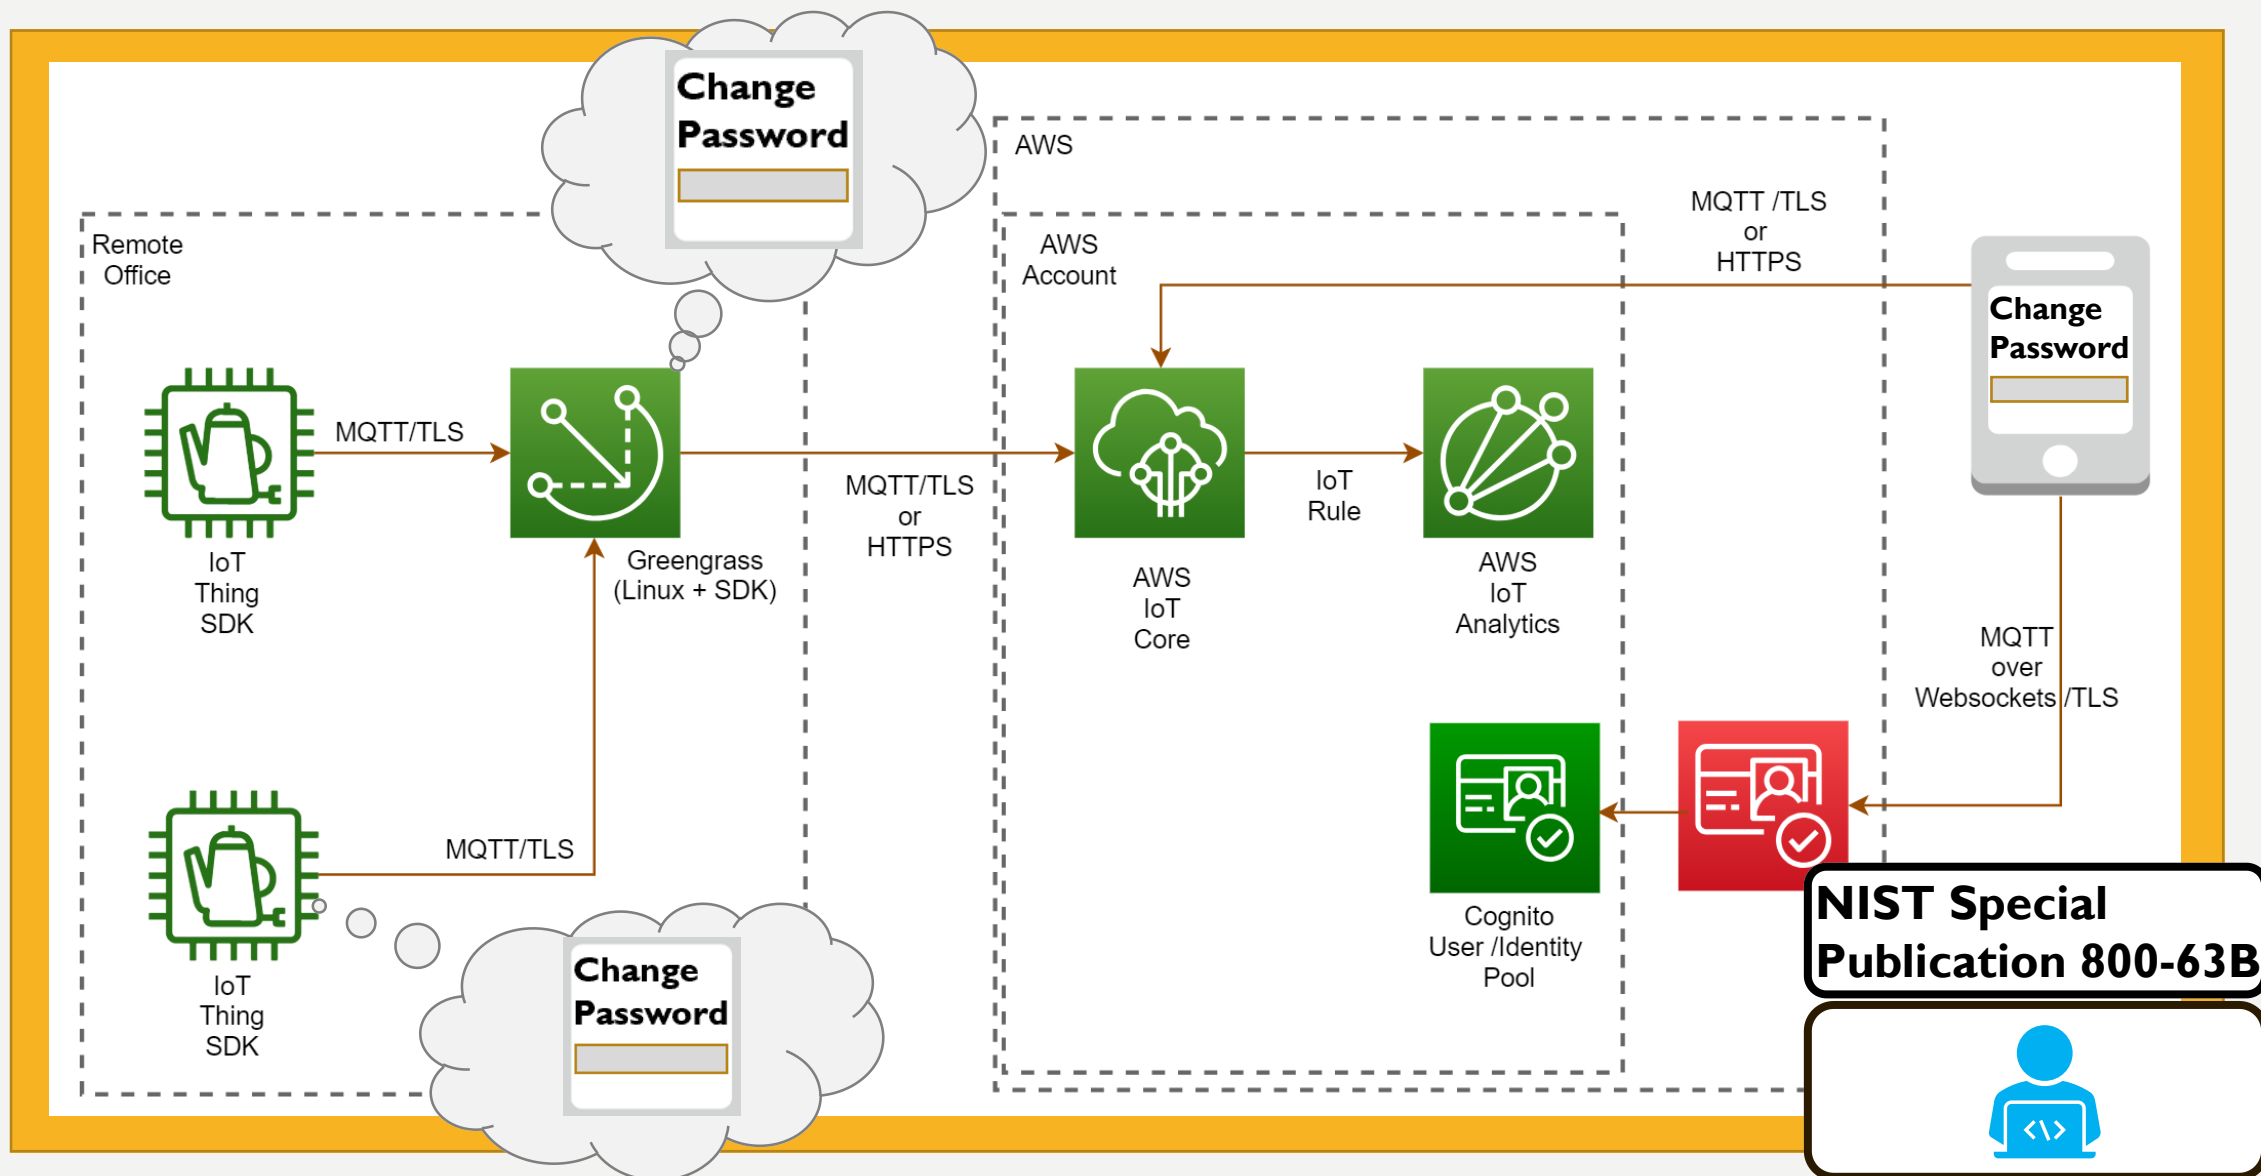 Change
Password
AWS
MQTT /TLS
or
HTTPS
Remote
Office
AWS
Account
Change
Password
MQTT/TLS
MQTT/TLS
or
HTTPS
IoT
Rule
IoT
Thing
SDK
Greengrass
(Linux + SDK)
AWS
IoT
Core
AWS
IoT
Analytics
MQTT
over
Websockets /TLS
MQTT/TLS
Cognito
User /Identity
Pool
NIST Special
Publication 800-63B
IoT
Thing
SDK
Change
Password